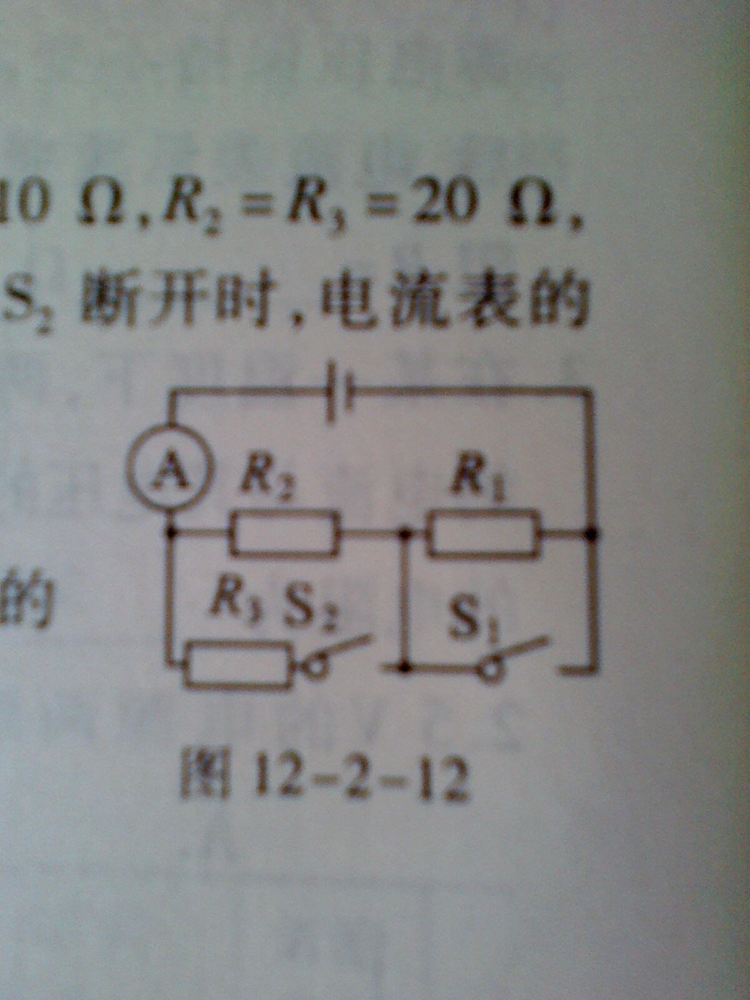 10 Ω,R₂=R₃=20 Ω,
S₂ 断开时,电流表的
A
R₂
R₁
的
R₃ S₂
S₁
图 12-2-12